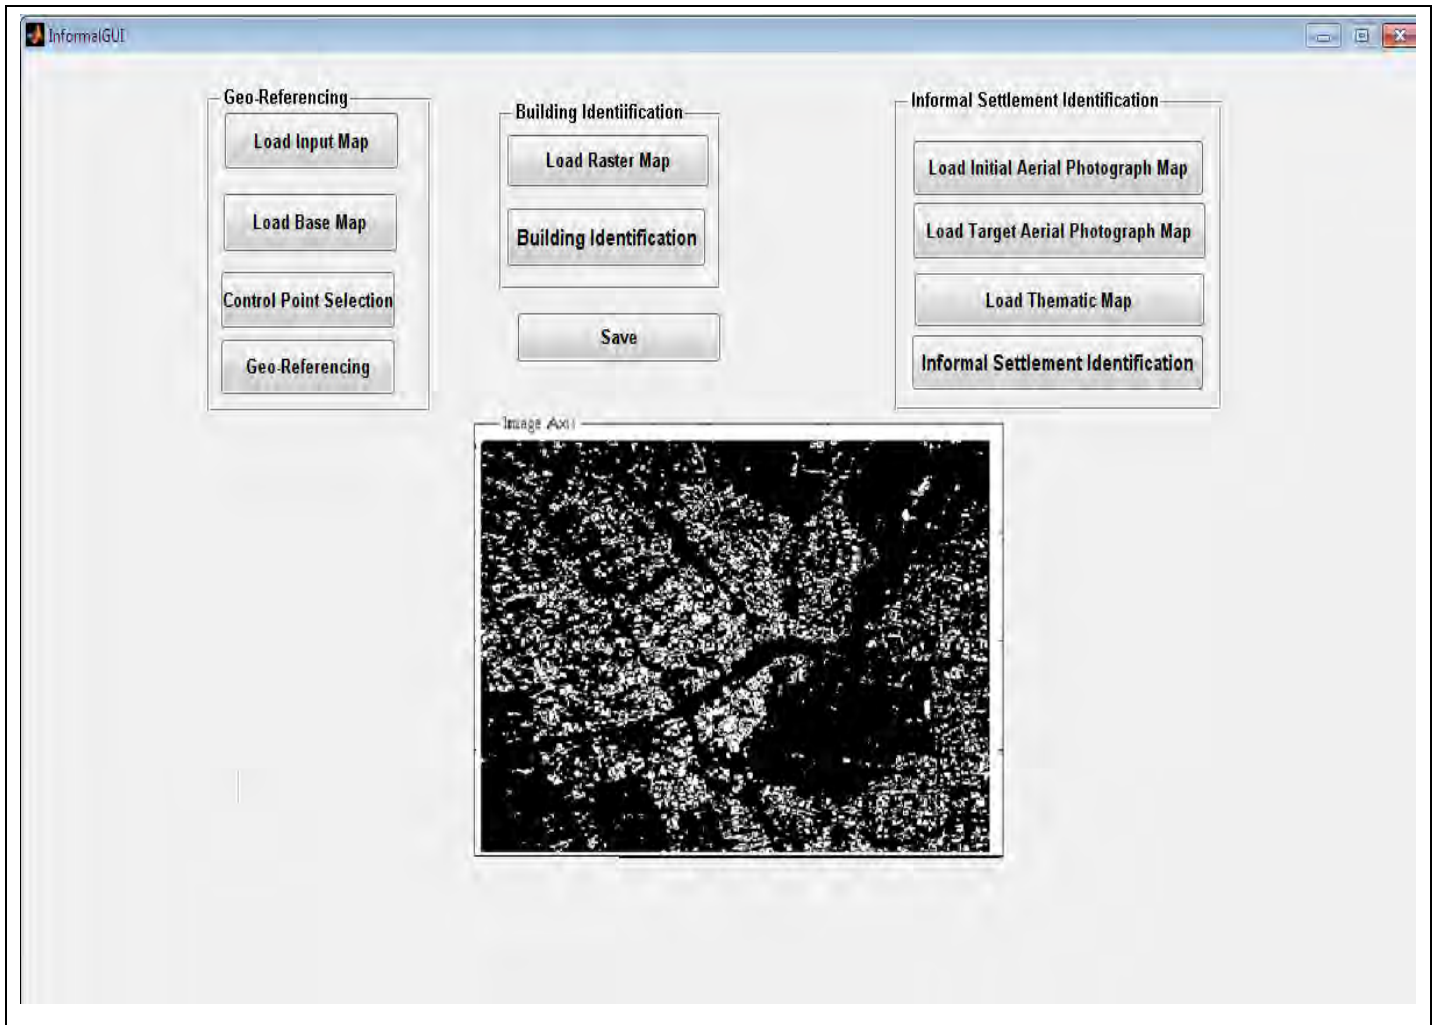 InformalGUI
Geo-Referencing
Load Input Map
Load Base Map
Control Point Selection
Geo-Referencing
Building Identiification
Load Raster Map
Building Identification
Save
Informal Settlement Identification
Load Initial Aerial Photograph Map
Load Target Aerial Photograph Map
Load Thematic Map
Informal Settlement Identification
Image Axis